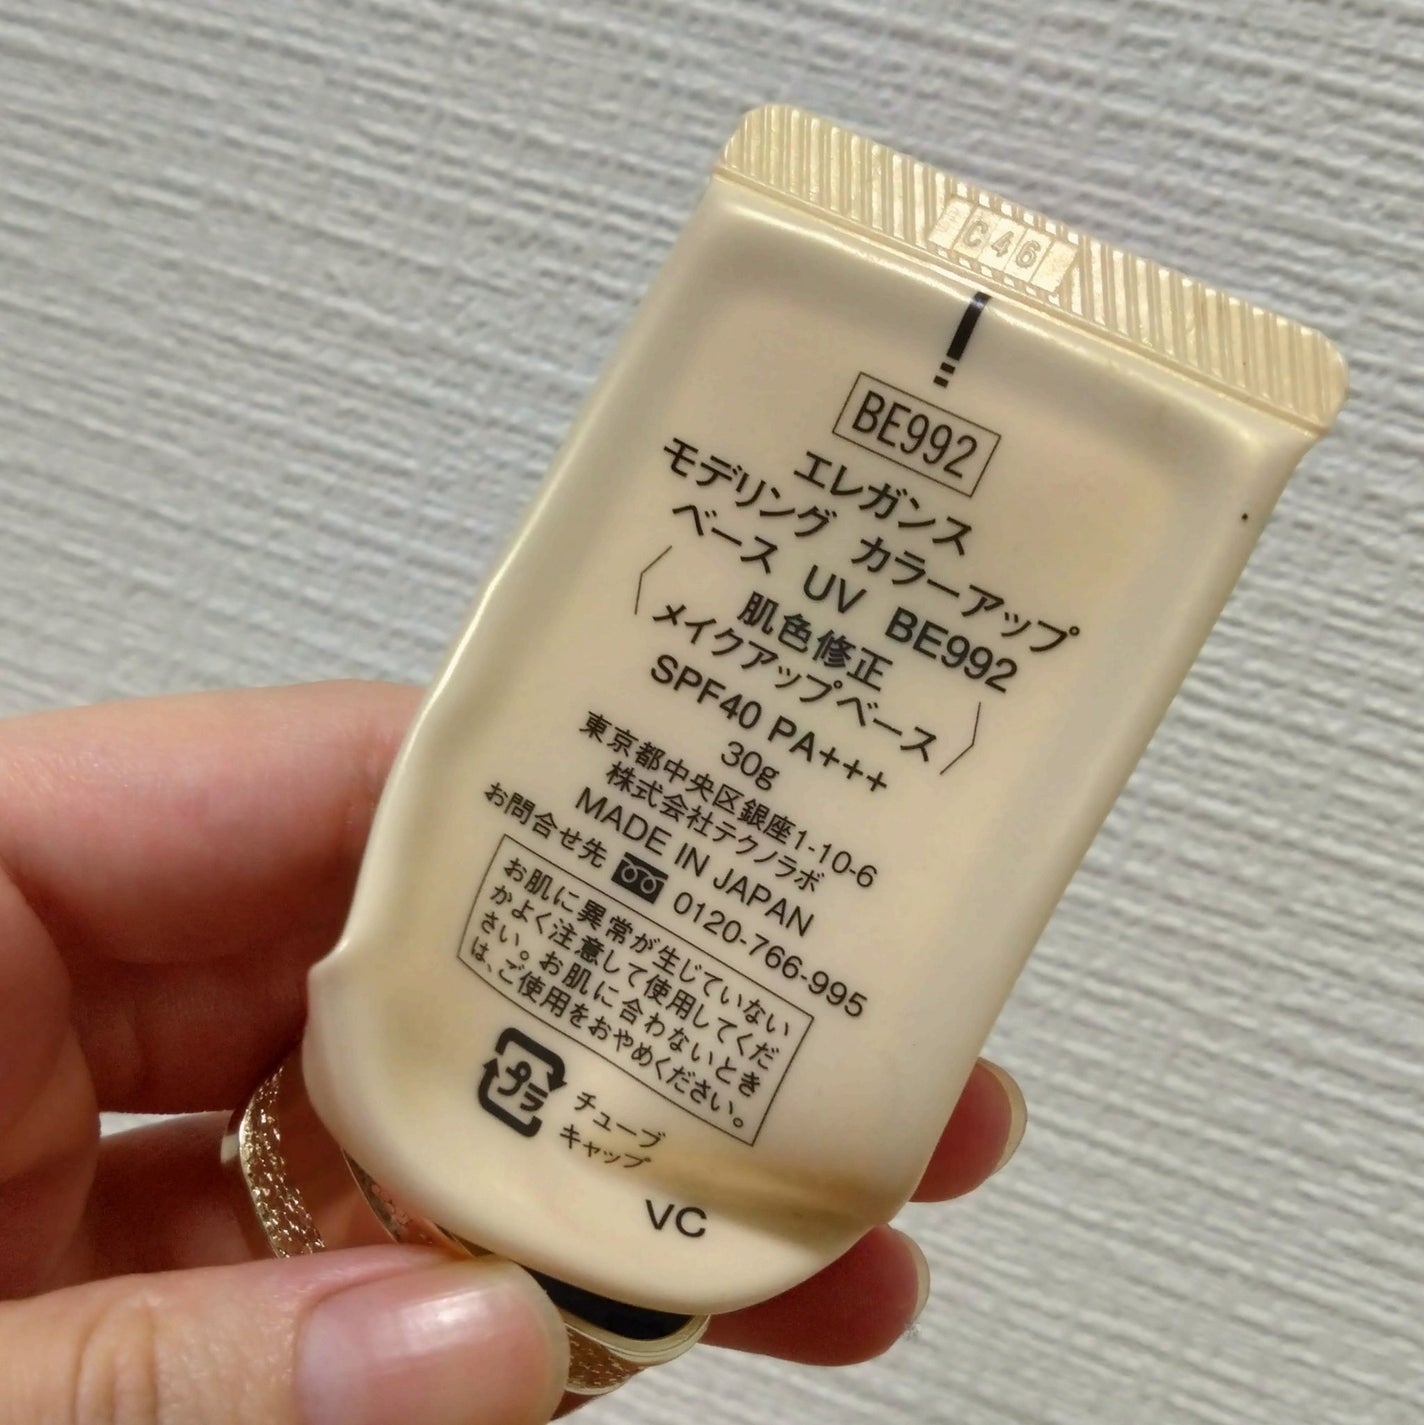 C46
BE992
エレガンス
モデリング カラーアップ
ベース UV BE992
肌色修正
メイクアップベース
SPF40 PA+++
30g
東京都中央区銀座1-10-6
株式会社テクノラボ
MADE IN JAPAN
お問合せ先 0120-766-995
お肌に異常が生じていない
かよく注意して使用してくだ
さい。お肌に合わないとき
は、ご使用をおやめください。
プラ
チューブ
キャップ
VC